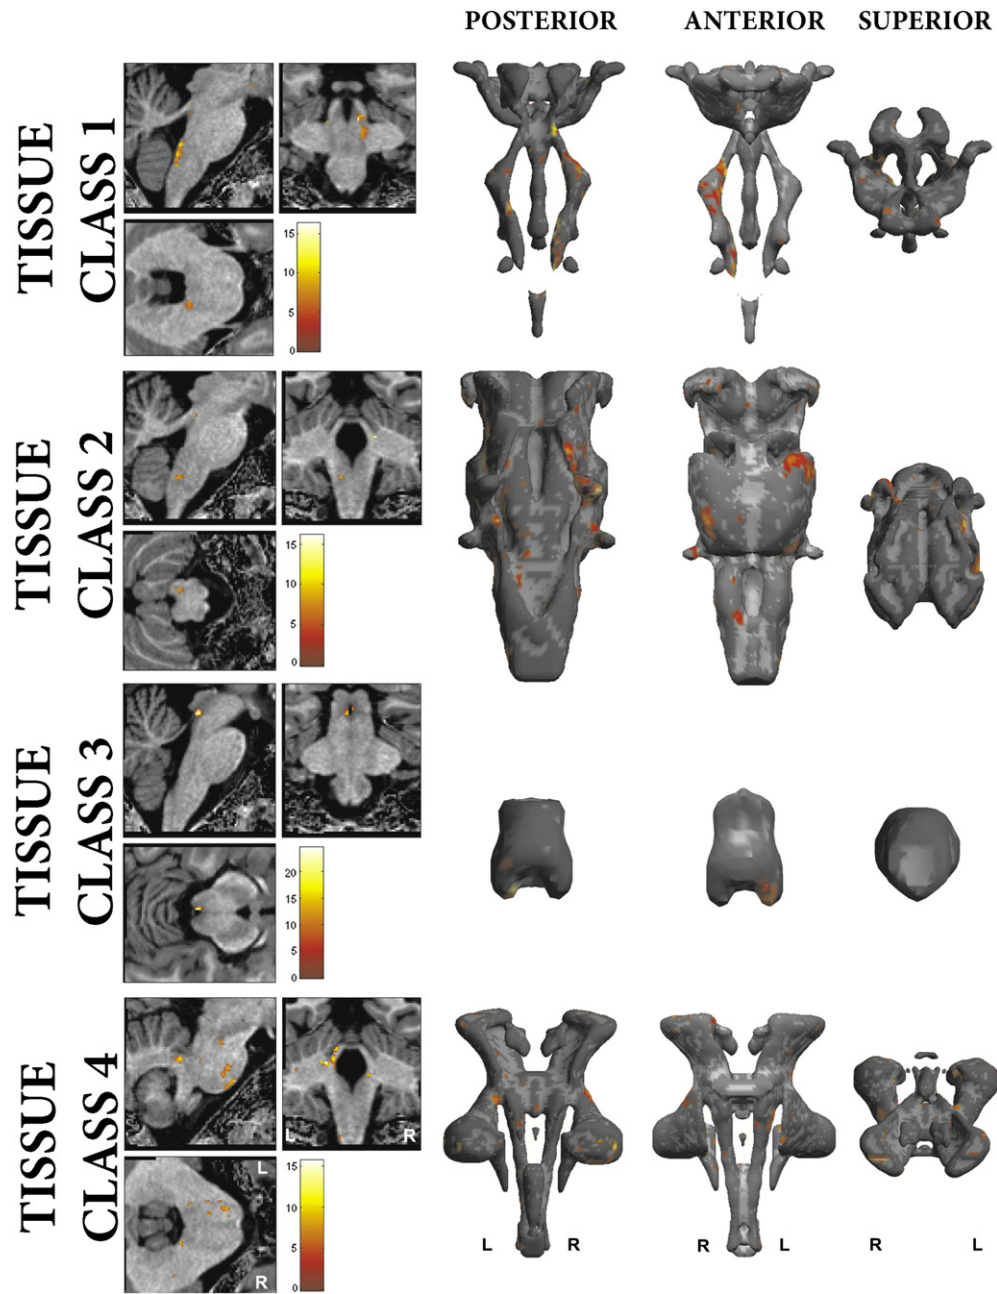 POSTERIOR ANTERIOR SUPERIOR
TISSUE
CLASS 1
15
10
5
0
TISSUE
CLASS 2
15
10
5
0
TISSUE
CLASS 3
20
15
10
5
0
TISSUE
CLASS 4
L R
L
15
10
5
0
R
L R R L R L